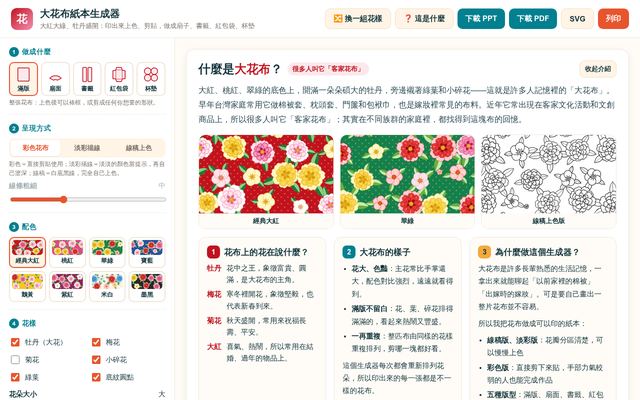 花
大花布紙本生成器
大紅大綠、牡丹盛開：印出來上色、剪貼，做成扇子、書籤、紅包袋、杯墊
換一組花樣
這是什麼
下載 PPT
下載 PDF
SVG
列印
1 做成什麼
滿版
扇面
書籤
紅包袋
杯墊
整張花布：上色後可以裱框，或剪成任何你想要的形狀。
2 呈現方式
彩色花布
淡彩描線
線稿上色
彩色＝直接剪貼使用；淡彩描線＝淡淡的顏色當提示，再自
己塗深；線稿＝白底黑線，完全自己上色。
線條粗細 中
3 配色
經典大紅
桃紅
翠綠
寶藍
鵝黃
紫紅
米白
墨黑
4 花樣
牡丹（大花）
梅花
菊花
小碎花
綠葉
底紋圓點
花朵大小 大
什麼是大花布？
很多人叫它「客家花布」
收起介紹
大紅、桃紅、翠綠的底色上，開滿一朵朵碩大的牡丹，旁邊襯著綠葉和小碎花——這就是許多人記憶裡的「大花布」。
早年台灣家庭用它做棉被套、枕頭套、門簾和包袱巾，也是嫁妝裡常見的布料。近年它常出現在客家文化活動和文創
商品上，所以很多人叫它「客家花布」；其實在不同族群的家庭裡，都找得到這塊布的回憶。
經典大紅
翠綠
線稿上色版
1 花布上的花在說什麼？
牡丹 花中之王，象徵富貴、圓
滿，是大花布的主角。
梅花 寒冬裡開花，象徵堅毅，也
代表新春到來。
菊花 秋天盛開，常用來祝福長
壽、平安。
大紅 喜氣、熱鬧，所以常用在結
婚、過年的物品上。
2 大花布的樣子
• 花大、色艷：主花常比手掌還
大，配色對比強烈，遠遠就看得
到。
• 滿版不留白：花、葉、碎花排得
滿滿的，看起來熱鬧又豐盛。
• 一再重複：整匹布由同樣的花樣
重複排列，剪哪一塊都好看。
這個生成器每次都會重新排列花
朵，所以印出來的每一張都是不一
樣的花布。
3 為什麼做這個生成器？
大花布是許多長輩熟悉的生活記憶，一
拿出來就能聊起「以前家裡的棉被」
「出嫁時的嫁妝」。可是要自己畫出一
整片花布並不容易。
所以我把花布做成可以印的紙本：
• 線稿版、淡彩版：花瓣分區清楚，可
以慢慢上色
• 彩色版：直接剪下來貼，手部力氣較
弱的人也能完成作品
• 五種版型：滿版、扇面、書籤、紅包